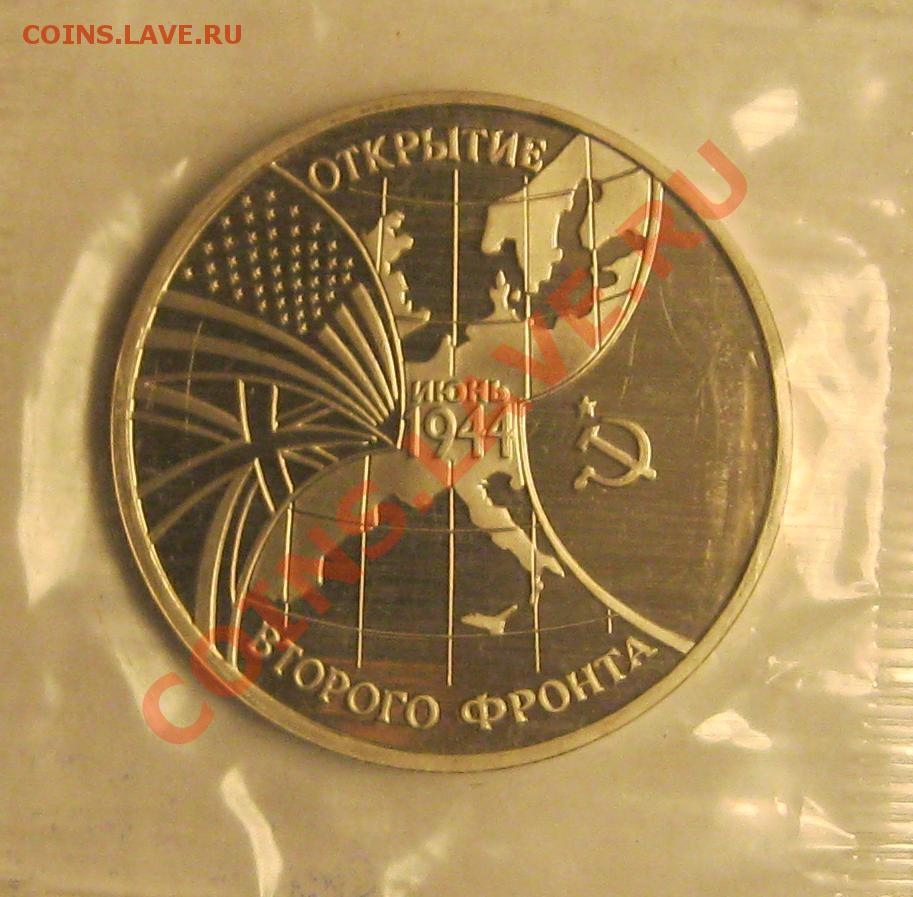 COINS.LAVE.RU
ОТКРЫТИЕ
ИЮНЬ
1944
ВТОРОГО ФРОНТА
COINS.LAVE.RU